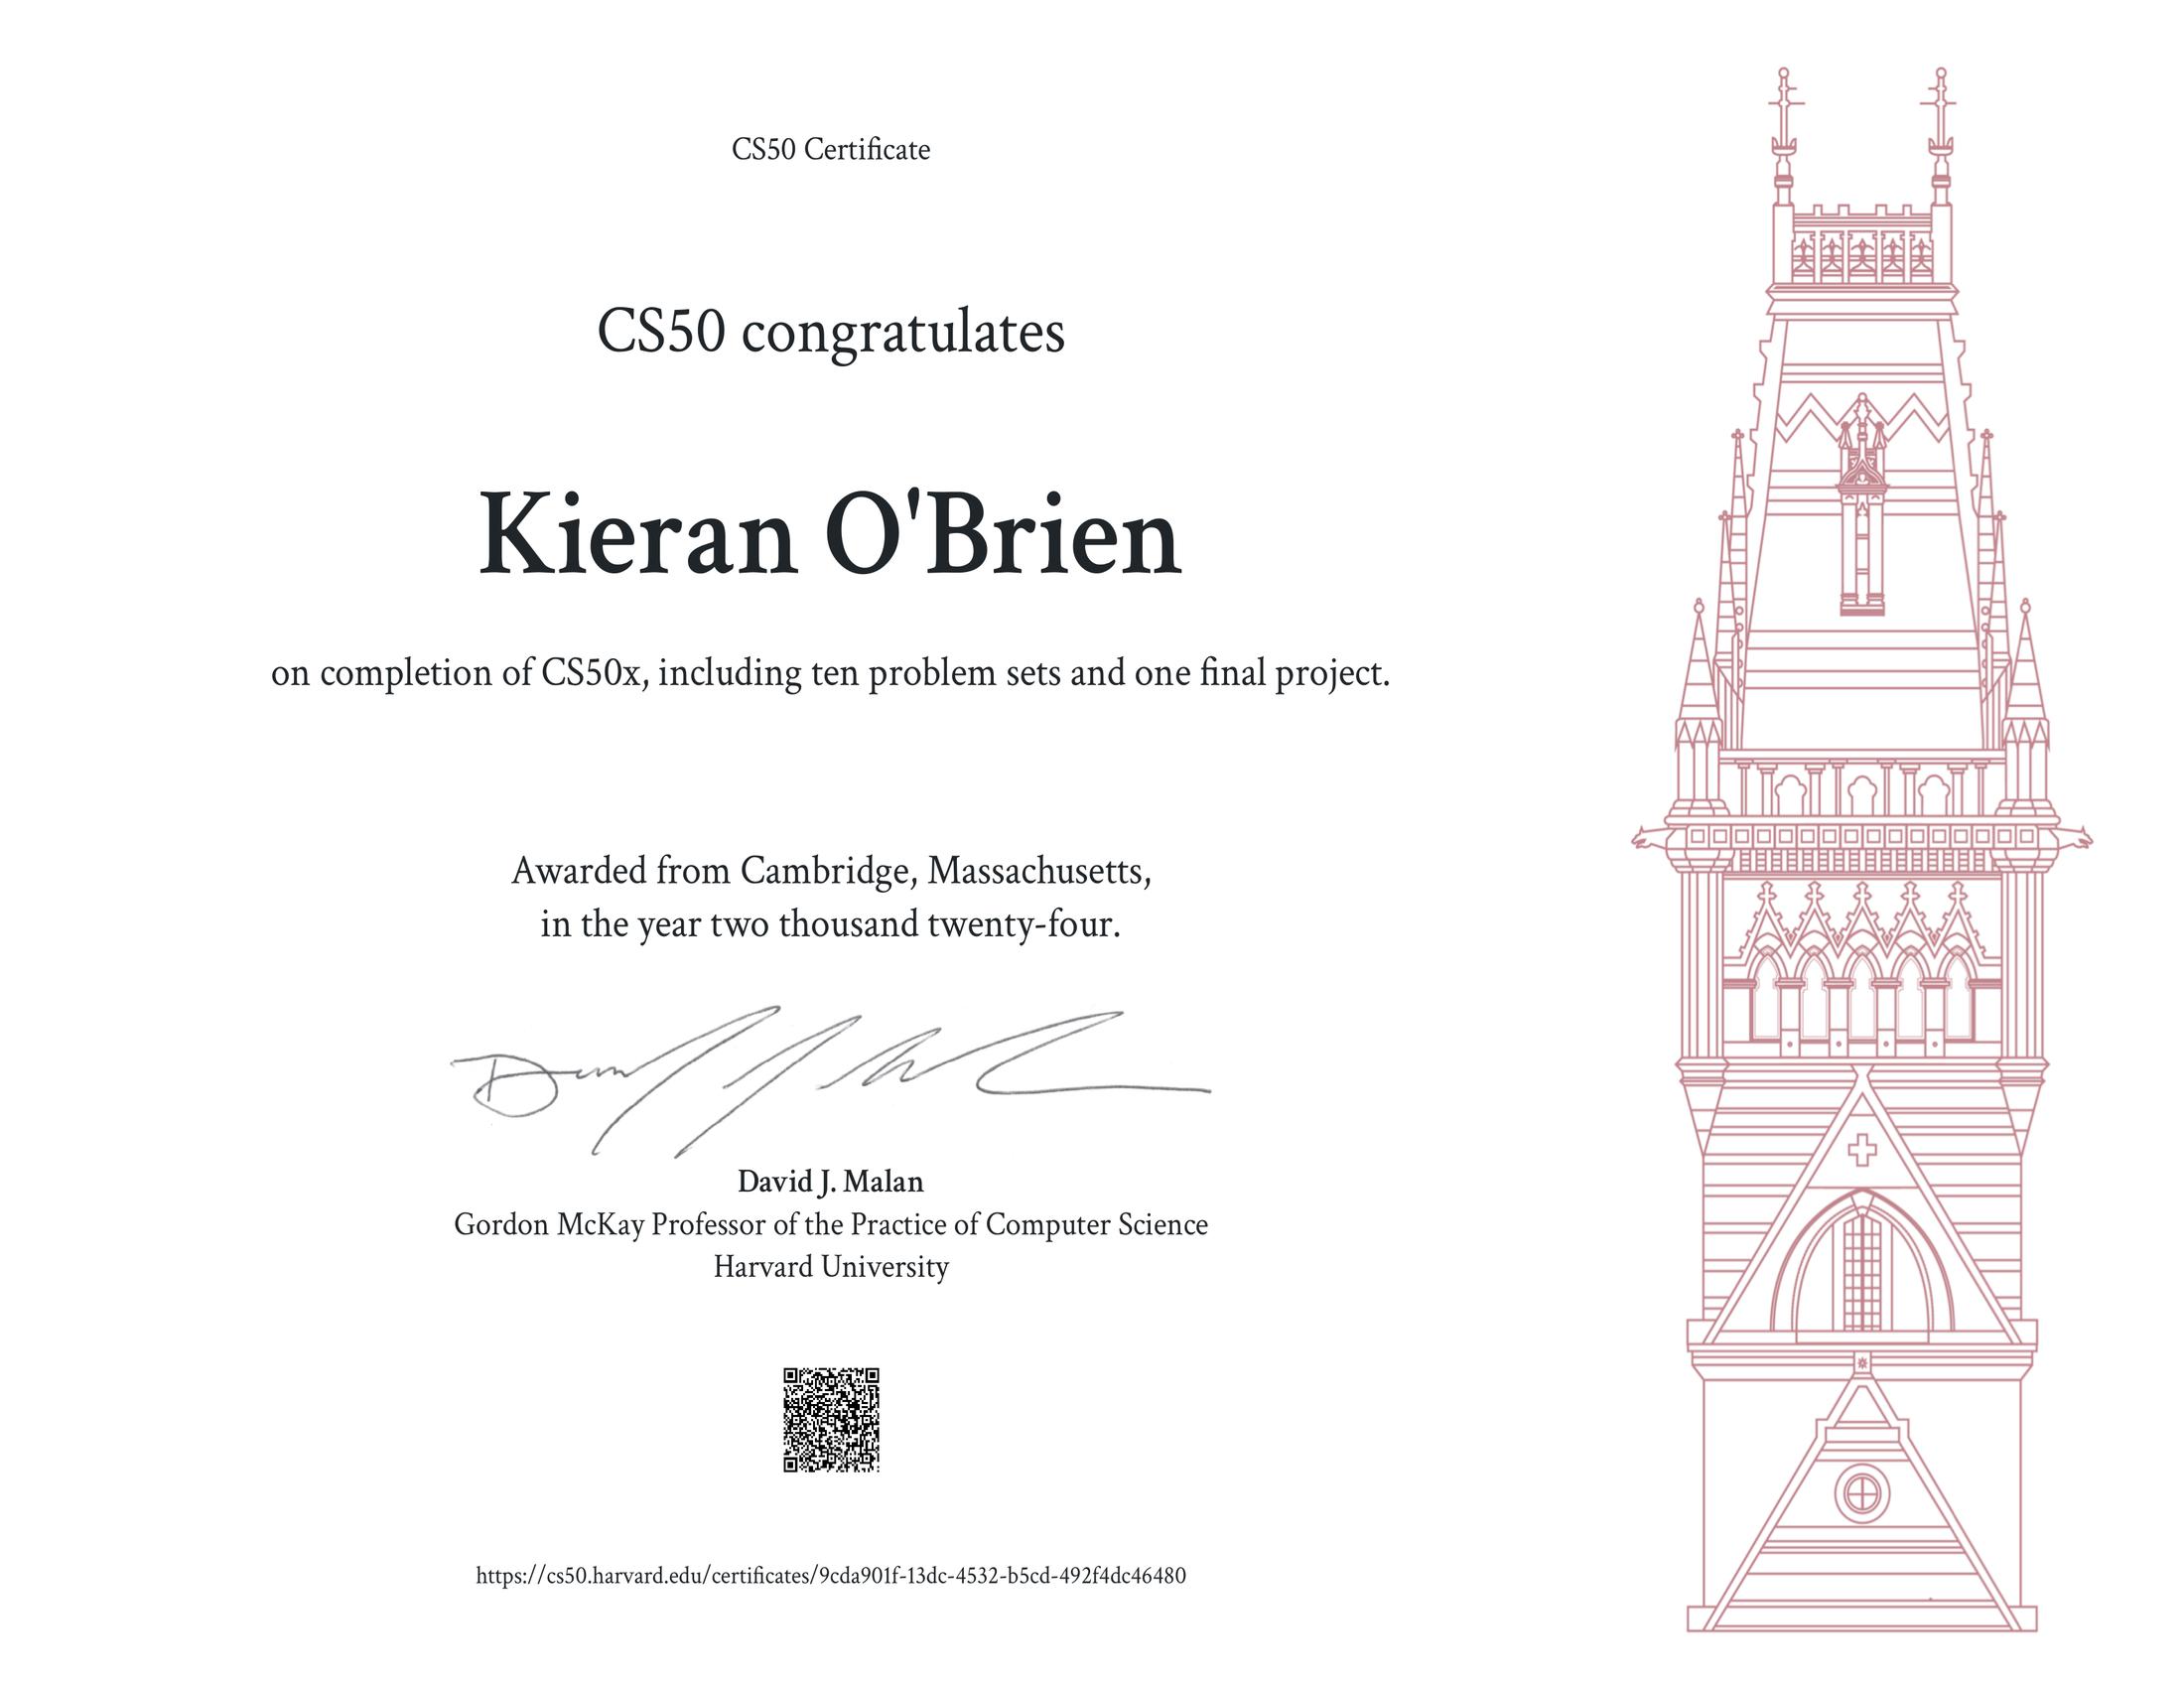 CS50 Certificate
CS50 congratulates
Kieran O'Brien
on completion of CS50x, including ten problem sets and one final project.
Awarded from Cambridge, Massachusetts,
in the year two thousand twenty-four.
David J. Malan
Gordon McKay Professor of the Practice of Computer Science
Harvard University
https://cs50.harvard.edu/certificates/9cda901f-13dc-4532-b5cd-492f4dc46480